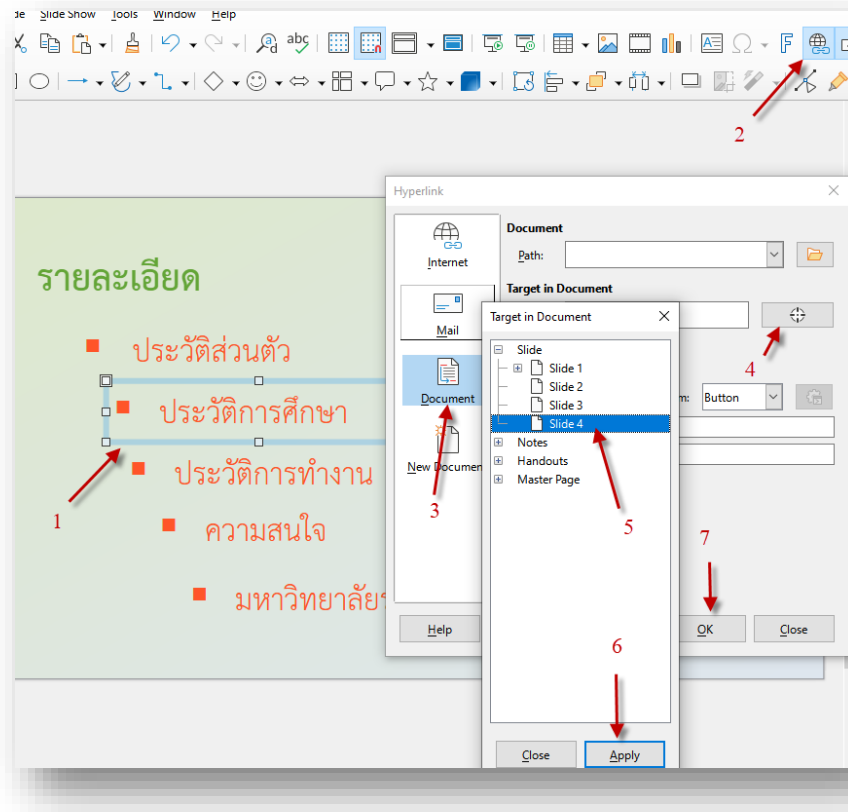 Slide Show Tools Window Help
abc
A
F
2
Hyperlink
Internet
Mail
Document
New Documen
Document
Path:
Target in Document
4
Target in Document
Slide
Slide 1
Slide 2
Slide 3
Slide 4
Notes
Handouts
Master Page
m: Button
รายละเอียด
ประวัติส่วนตัว
ประวัติการศึกษา
ประวัติการทำงาน
ความสนใจ
มหาวิทยาลัย
1
3
5
7
Help
OK
Close
6
Close
Apply